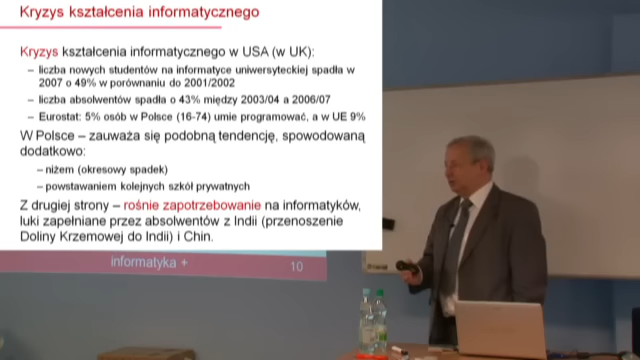 Kryzys kształcenia informatycznego
Kryzys kształcenia informatycznego w USA (w UK):
– liczba nowych studentów na informatyce uniwersyteckiej spadła w
2007 o 49% w porównaniu do 2001/2002
– liczba absolwentów spadła o 43% między 2003/04 a 2006/07
– Eurostat: 5% osób w Polsce (16-74) umie programować, a w UE 9%
W Polsce – zauważa się podobną tendencję, spowodowaną
dodatkowo:
– niżem (okresowy spadek)
– powstawaniem kolejnych szkół prywatnych
Z drugiej strony – rośnie zapotrzebowanie na informatyków,
luki zapełniane przez absolwentów z Indii (przenoszenie
Doliny Krzemowej do Indii) i Chin.
informatyka +
10